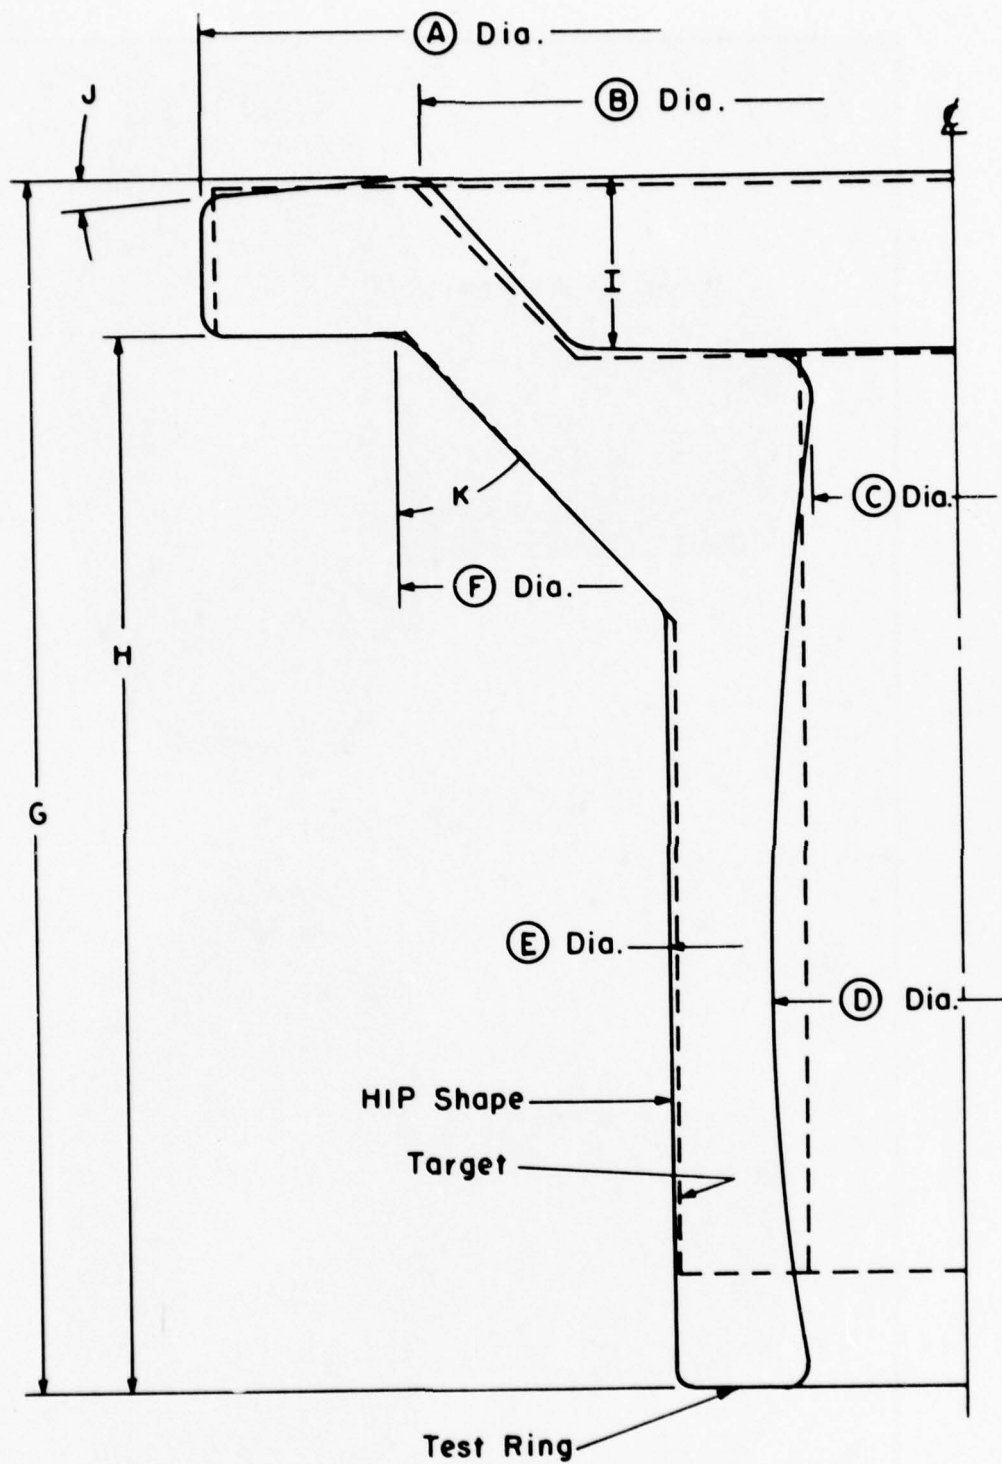 A Dia.
J
B Dia.
℄
I
C Dia.
K
F Dia.
H
G
E Dia.
D Dia.
HIP Shape
Target
Test Ring